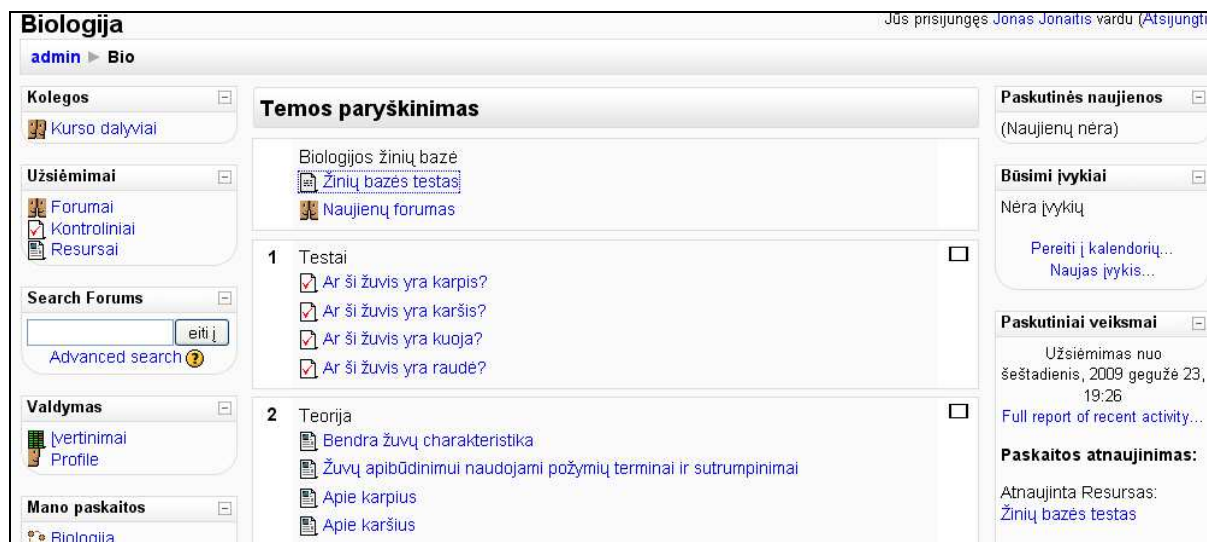 Biologija
Jūs prisijungęs Jonas Jonaitis vardu (Atsijungti
admin ► Bio
Kolegos
Kurso dalyviai
Užsiėmimai
Forumai
Kontroliniai
Resursai
Search Forums
eiti į
Advanced search
Valdymas
Įvertinimai
Profile
Mano paskaitos
Biologija
Temos paryškinimas
Biologijos žinių bazė
Žinių bazės testas
Naujienų forumas
1 Testai
Ar ši žuvis yra karpis?
Ar ši žuvis yra karšis?
Ar ši žuvis yra kuoja?
Ar ši žuvis yra raudė?
2 Teorija
Bendra žuvų charakteristika
Žuvų apibūdinimui naudojami požymių terminai ir sutrumpinimai
Apie karpius
Apie karšius
Paskutinės naujienos
(Naujienų nėra)
Būsimi įvykiai
Nėra įvykių
Pereiti į kalendorių...
Naujas įvykis...
Paskutiniai veiksmai
Užsiėmimas nuo
šeštadienis, 2009 gegužė 23,
19:26
Full report of recent activity...
Paskaitos atnaujinimas:
Atnaujinta Resursas:
Žinių bazės testas